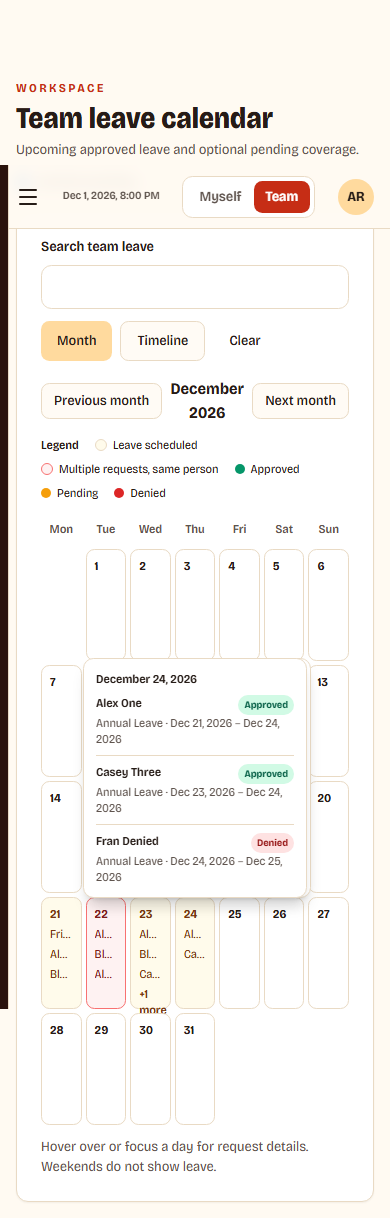 WORKSPACE
Team leave calendar
Upcoming approved leave and optional pending coverage.
Dec 1, 2026, 8:00 PM
Myself
Team
AR
Search team leave
Month
Timeline
Clear
Previous month
December
2026
Next month
Legend
Leave scheduled
Multiple requests, same person
Approved
Pending
Denied
Mon Tue Wed Thu Fri Sat Sun
1 2 3 4 5 6
7
13
14
20
December 24, 2026
Alex One
Approved
Annual Leave · Dec 21, 2026 – Dec 24,
2026
Casey Three
Approved
Annual Leave · Dec 23, 2026 – Dec 24,
2026
Fran Denied
Denied
Annual Leave · Dec 24, 2026 – Dec 25,
2026
21 22 23 24 25 26 27
Fri... Al... Al... Al...
Al... Bl... Bl... Ca...
Bl... Al... Ca...
+1
more
28 29 30 31
Hover over or focus a day for request details.
Weekends do not show leave.